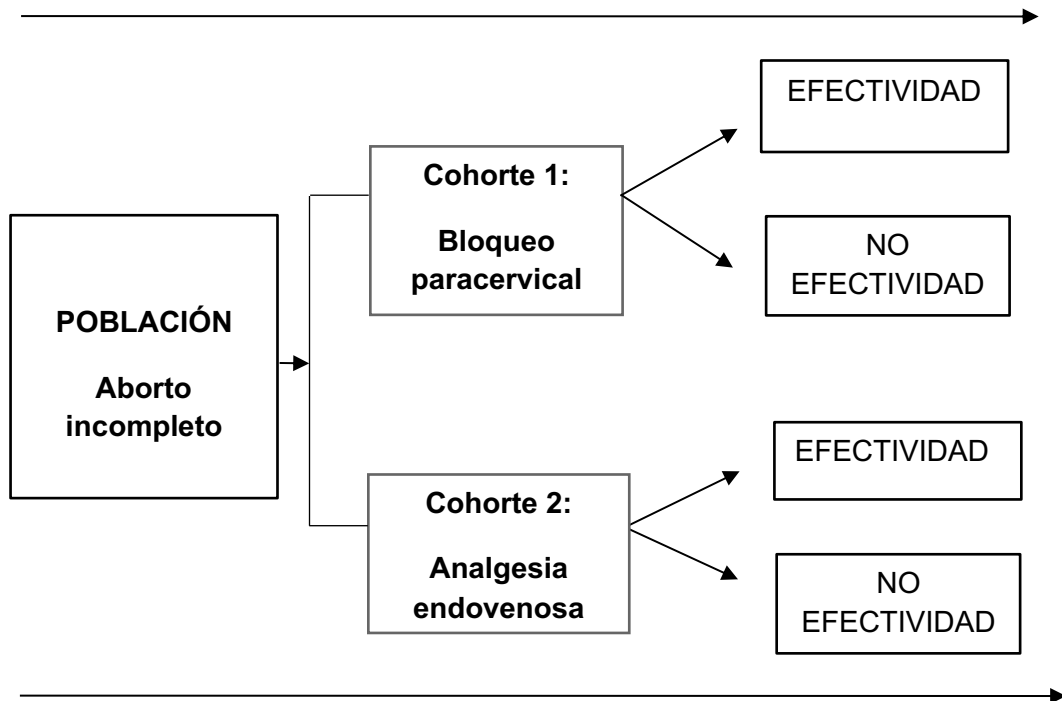 POBLACIÓN
Aborto
incompleto
Cohorte 1:
Bloqueo
paracervical
EFECTIVIDAD
NO
EFECTIVIDAD
Cohorte 2:
Analgesia
endovenosa
EFECTIVIDAD
NO
EFECTIVIDAD